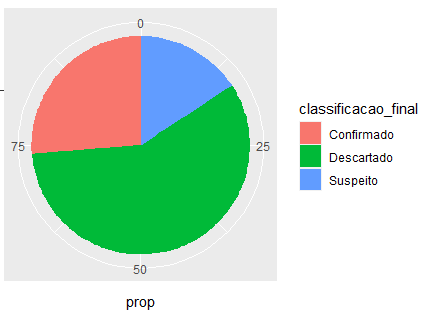 0
25
50
75
prop
classificacao_final
Confirmado
Descartado
Suspeito